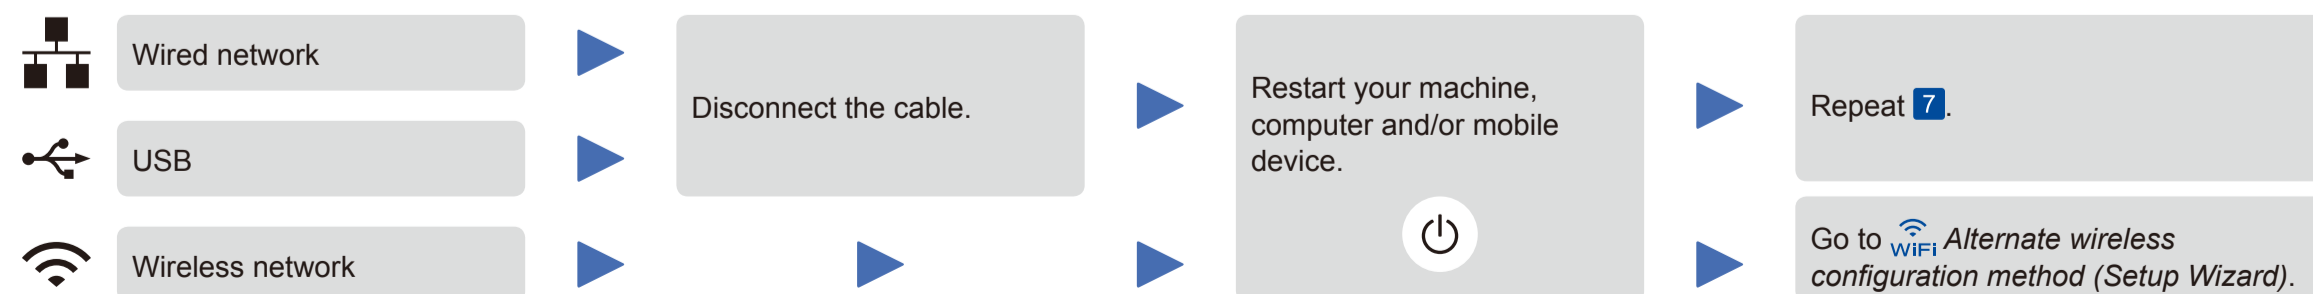 Wired network
USB
Wireless network
Disconnect the cable.
Restart your machine,
computer and/or mobile
device.
Repeat 7.
Go to WiFi Alternate wireless
configuration method (Setup Wizard).